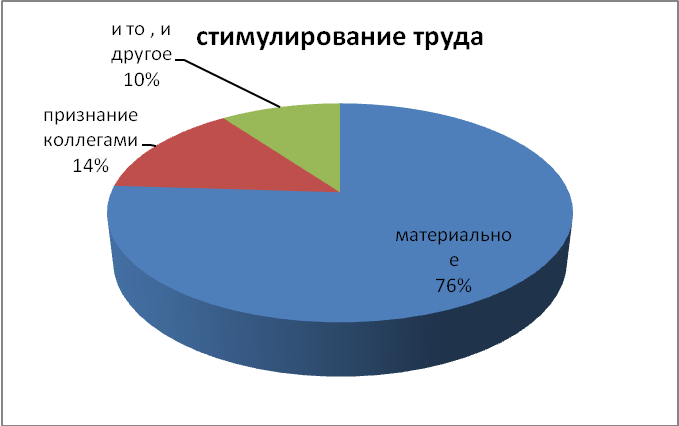 стимулирование труда
и то , и
другое
10%
признание
коллегами
14%
материально
е
76%